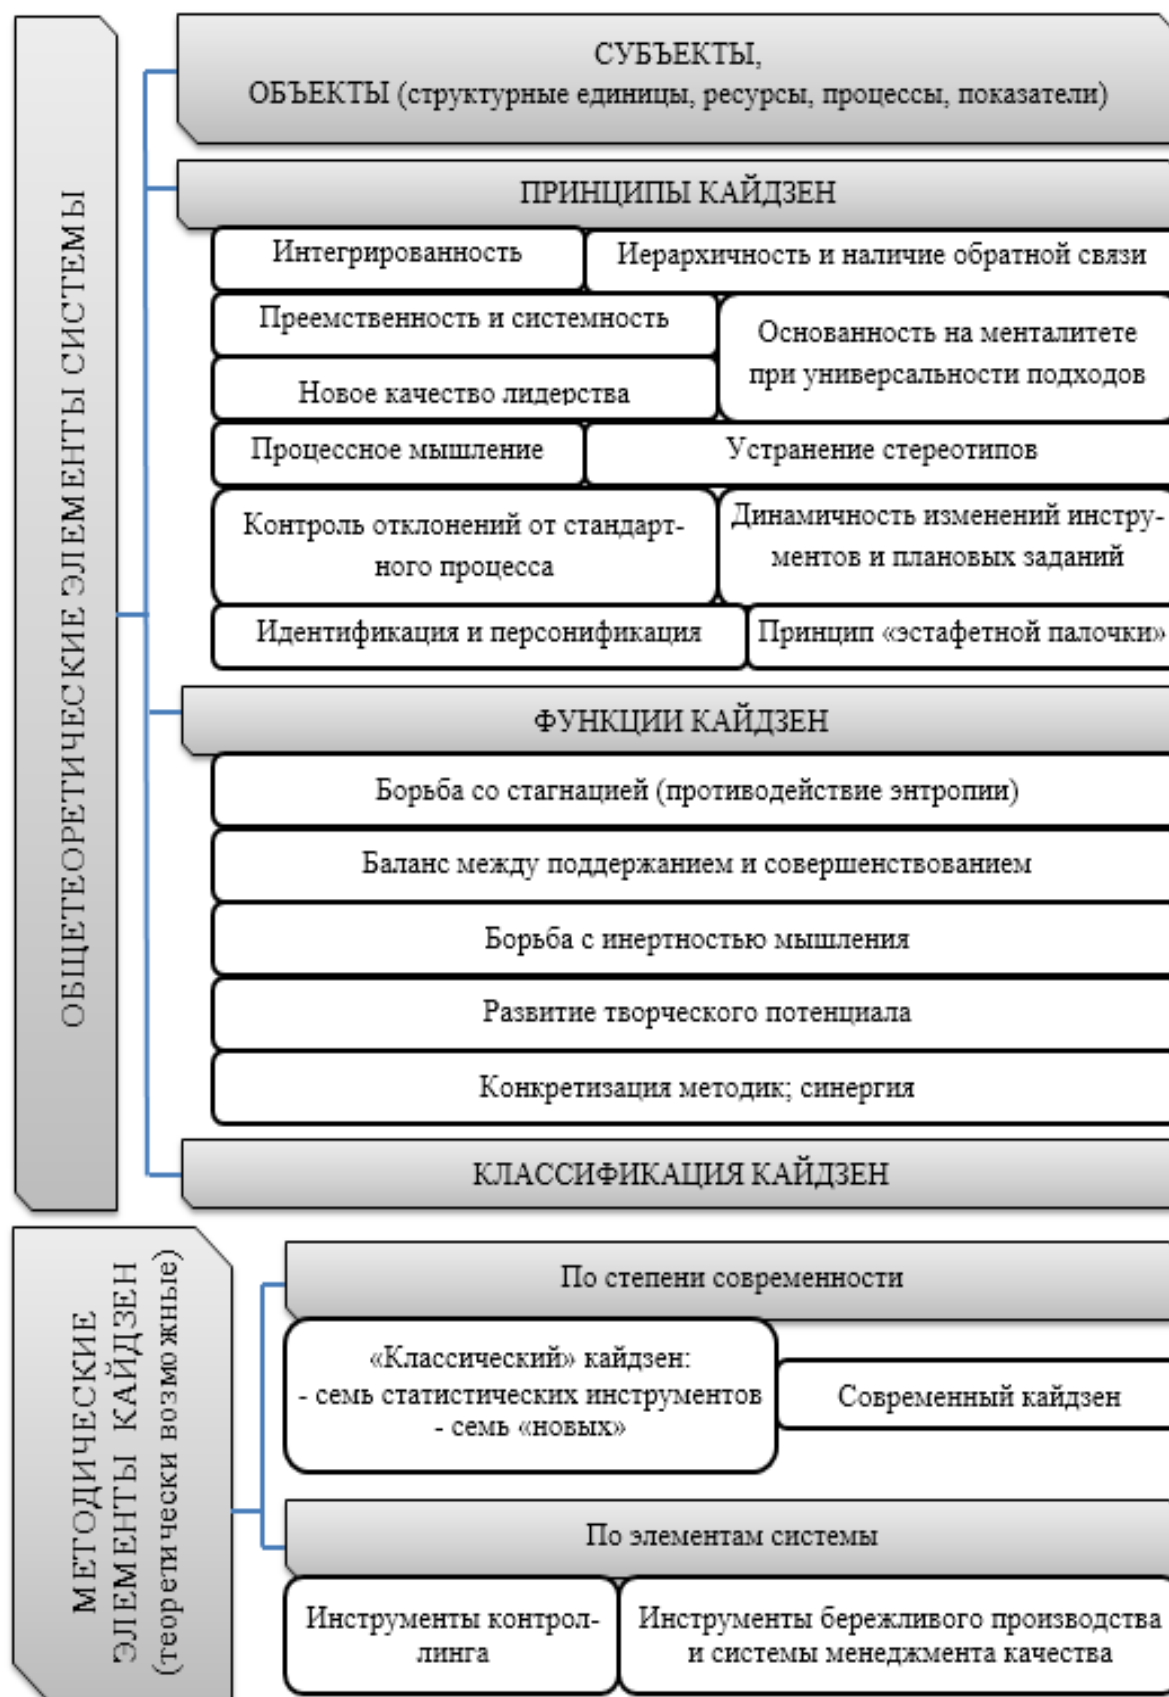 ОБЩЕТЕОРЕТИЧЕСКИЕ ЭЛЕМЕНТЫ СИСТЕМЫ
СУБЪЕКТЫ,
ОБЪЕКТЫ (структурные единицы, ресурсы, процессы, показатели)
ПРИНЦИПЫ КАЙДЗЕН
Интегрированность
Иерархичность и наличие обратной связи
Преемственность и системность
Новое качество лидерства
Основанность на менталитете
при универсальности подходов
Процессное мышление
Устранение стереотипов
Контроль отклонений от стандарт-
ного процесса
Динамичность изменений инстру-
ментов и плановых заданий
Идентификация и персонификация
Принцип «эстафетной палочки»
ФУНКЦИИ КАЙДЗЕН
Борьба со стагнацией (противодействие энтропии)
Баланс между поддержанием и совершенствованием
Борьба с инертностью мышления
Развитие творческого потенциала
Конкретизация методик; синергия
КЛАССИФИКАЦИЯ КАЙДЗЕН
МЕТОДИЧЕСКИЕ
ЭЛЕМЕНТЫ КАЙДЗЕН
(теоретически возможные)
По степени современности
«Классический» кайдзен:
- семь статистических инструментов
- семь «новых»
Современный кайдзен
По элементам системы
Инструменты контрол-
линга
Инструменты бережливого производства
и системы менеджмента качества